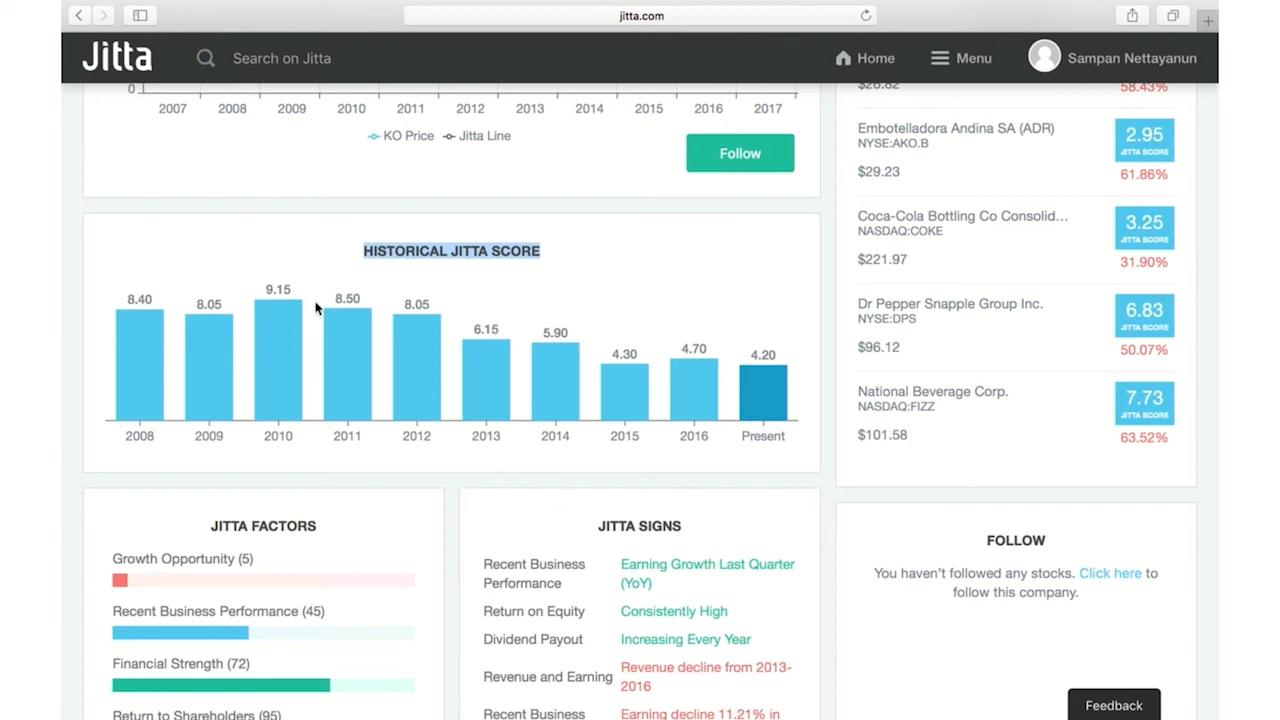 jitta.com
Jitta
Search on Jitta
Home
Menu
Sampan Nettayanun
0
2007 2008 2009 2010 2011 2012 2013 2014 2015 2016 2017
KO Price Jitta Line
Follow
HISTORICAL JITTA SCORE
8.40 8.05 9.15 8.50 8.05 6.15 5.90 4.30 4.70 4.20
2008 2009 2010 2011 2012 2013 2014 2015 2016 Present
JITTA FACTORS
Growth Opportunity (5)
Recent Business Performance (45)
Financial Strength (72)
Return to Shareholders (95)
JITTA SIGNS
Recent Business Performance
Earning Growth Last Quarter (YoY)
Return on Equity
Consistently High
Dividend Payout
Increasing Every Year
Revenue and Earning
Revenue decline from 2013-
2016
Recent Business
Earning decline 11.21% in
$26.82
58.43%
Embotelladora Andina SA (ADR)
NYSE:AKO.B
$29.23
2.95
JITTA SCORE
61.86%
Coca-Cola Bottling Co Consolid...
NASDAQ:COKE
$221.97
3.25
JITTA SCORE
31.90%
Dr Pepper Snapple Group Inc.
NYSE:DPS
$96.12
6.83
JITTA SCORE
50.07%
National Beverage Corp.
NASDAQ:FIZZ
$101.58
7.73
JITTA SCORE
63.52%
FOLLOW
You haven't followed any stocks. Click here to
follow this company.
Feedback